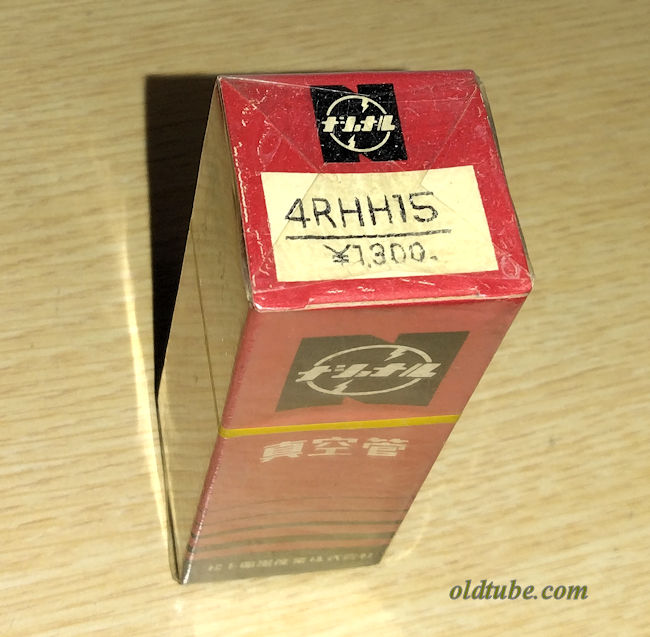 ナショナル
4RHH15
¥1,300.
ナショナル
真空管
oldtube.com